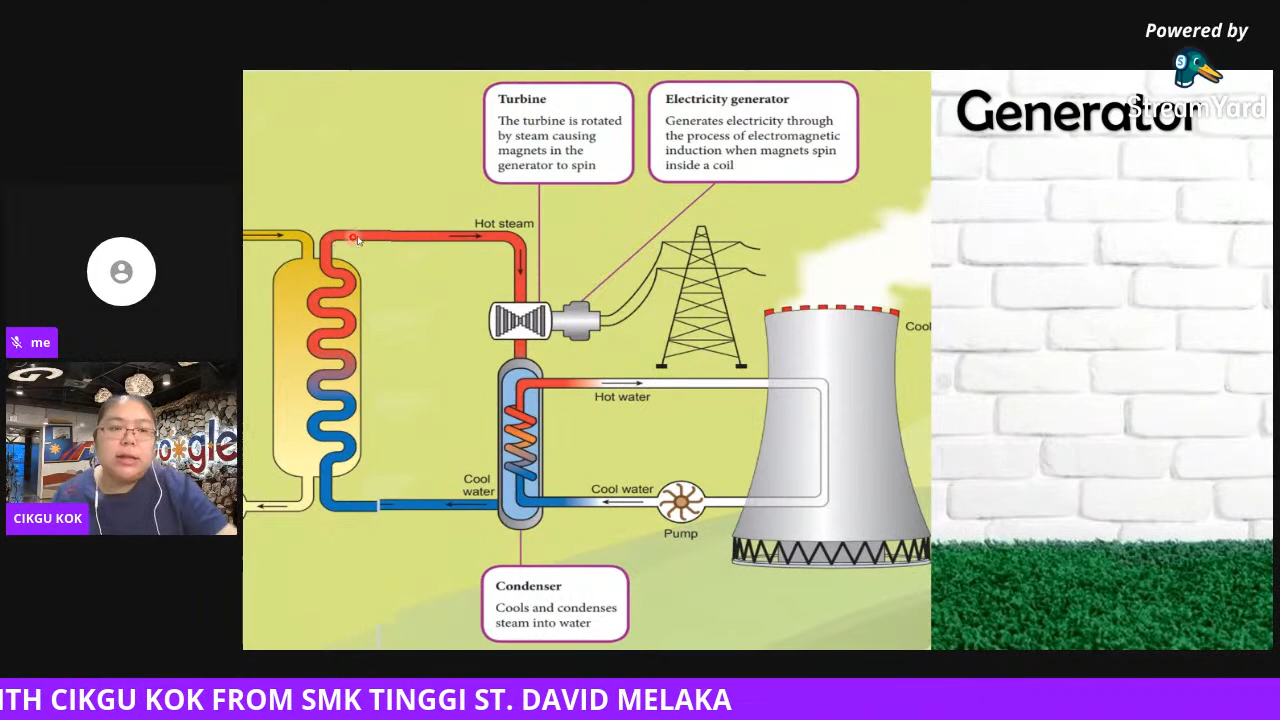 Powered by
StreamYard
Generator
Turbine
The turbine is rotated
by steam causing
magnets in the
generator to spin
Electricity generator
Generates electricity through
the process of electromagnetic
induction when magnets spin
inside a coil
Hot steam
Cool
Hot water
Cool
water
Cool water
Pump
Condenser
Cools and condenses
steam into water
me
oogle
CIKGU KOK
ITH CIKGU KOK FROM SMK TINGGI ST. DAVID MELAKA